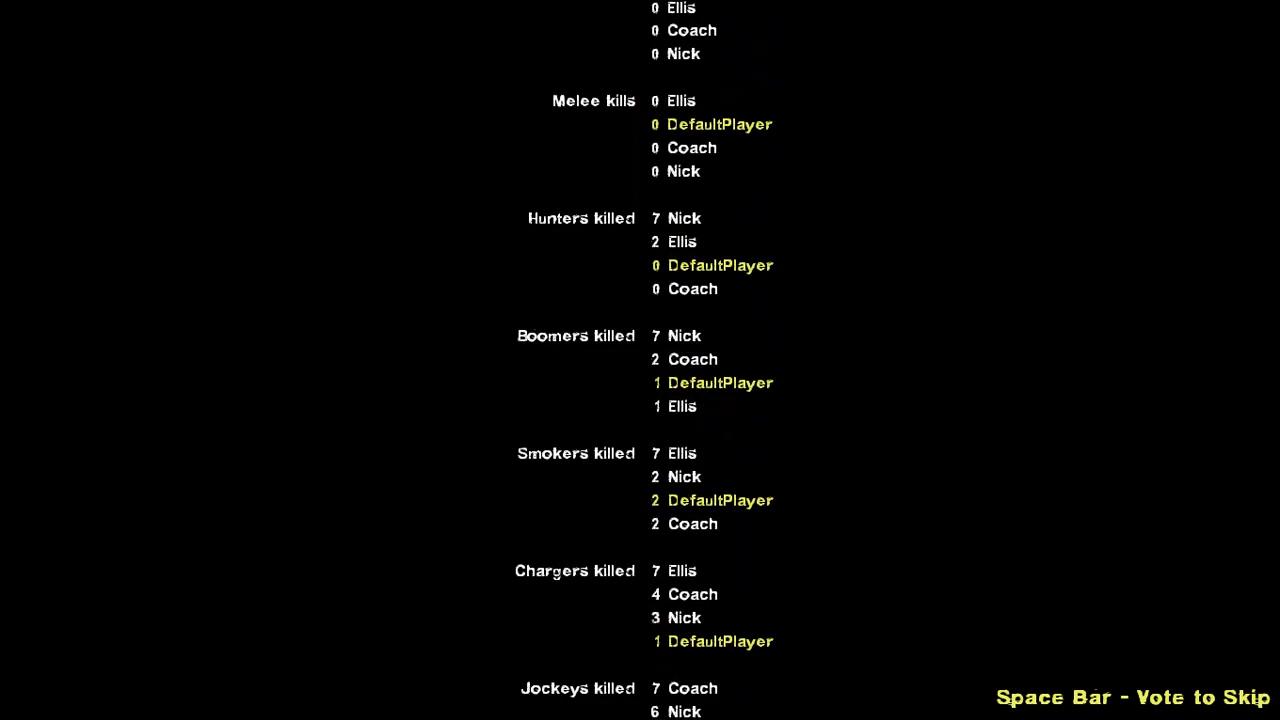 0 Ellis
0 Coach
0 Nick
Melee kills 0 Ellis
0 DefaultPlayer
0 Coach
0 Nick
Hunters killed 7 Nick
2 Ellis
0 DefaultPlayer
0 Coach
Boomers killed 7 Nick
2 Coach
1 DefaultPlayer
1 Ellis
Smokers killed 7 Ellis
2 Nick
2 DefaultPlayer
2 Coach
Chargers killed 7 Ellis
4 Coach
3 Nick
1 DefaultPlayer
Jockeys killed 7 Coach
6 Nick
Space Bar - Vote to Skip